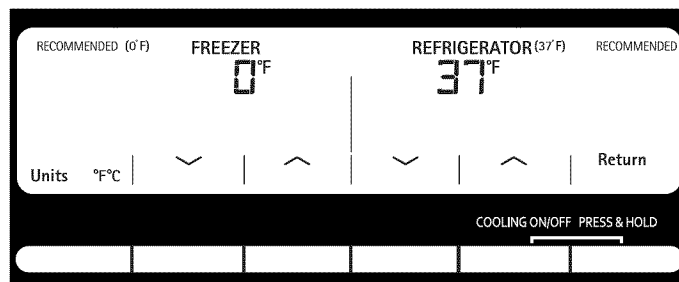 RECOMMENDED (0°F) FREEZER REFRIGERATOR (37°F) RECOMMENDED
0°F 37°F
Units °F°C Return
COOLING ON/OFF PRESS & HOLD